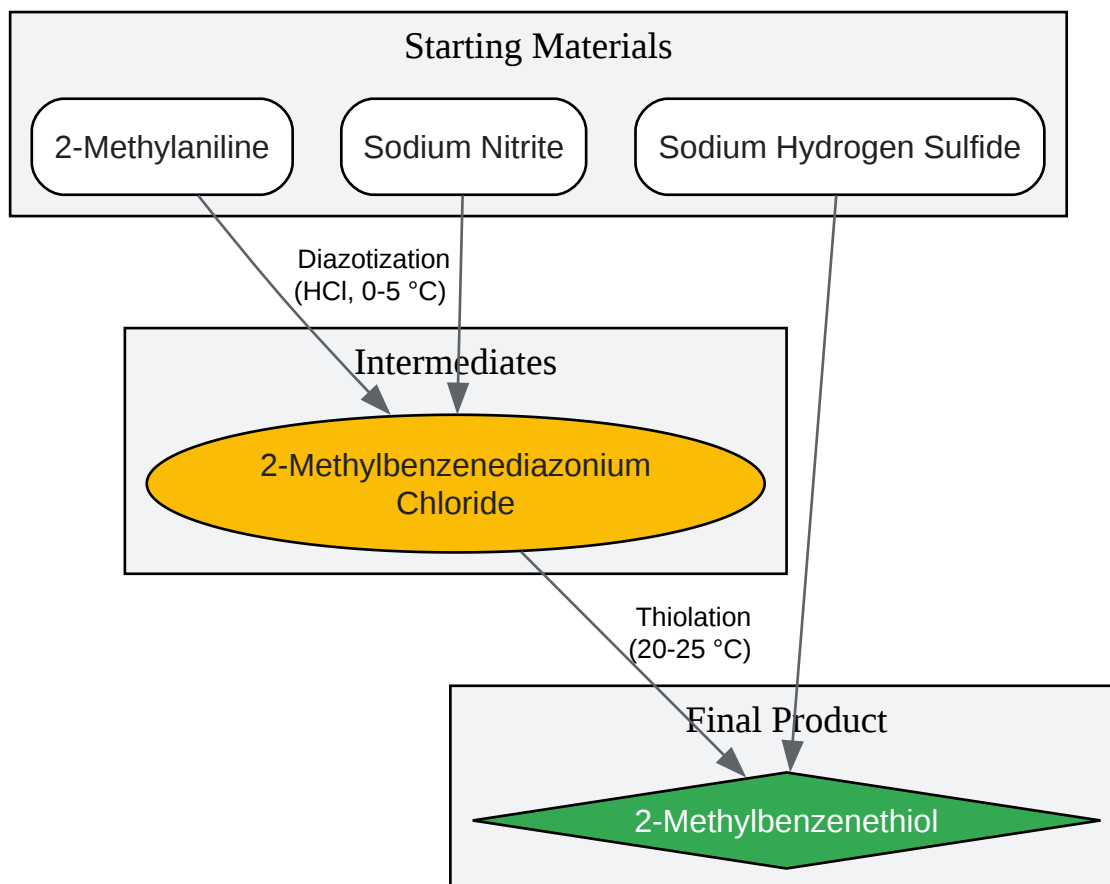 Starting Materials
2-Methylaniline
Sodium Nitrite
Sodium Hydrogen Sulfide
Diazotization
(HCl, 0-5 °C)
Intermediates
2-Methylbenzenediazonium
Chloride
Thiolation
(20-25 °C)
Final Product
2-Methylbenzenethiol